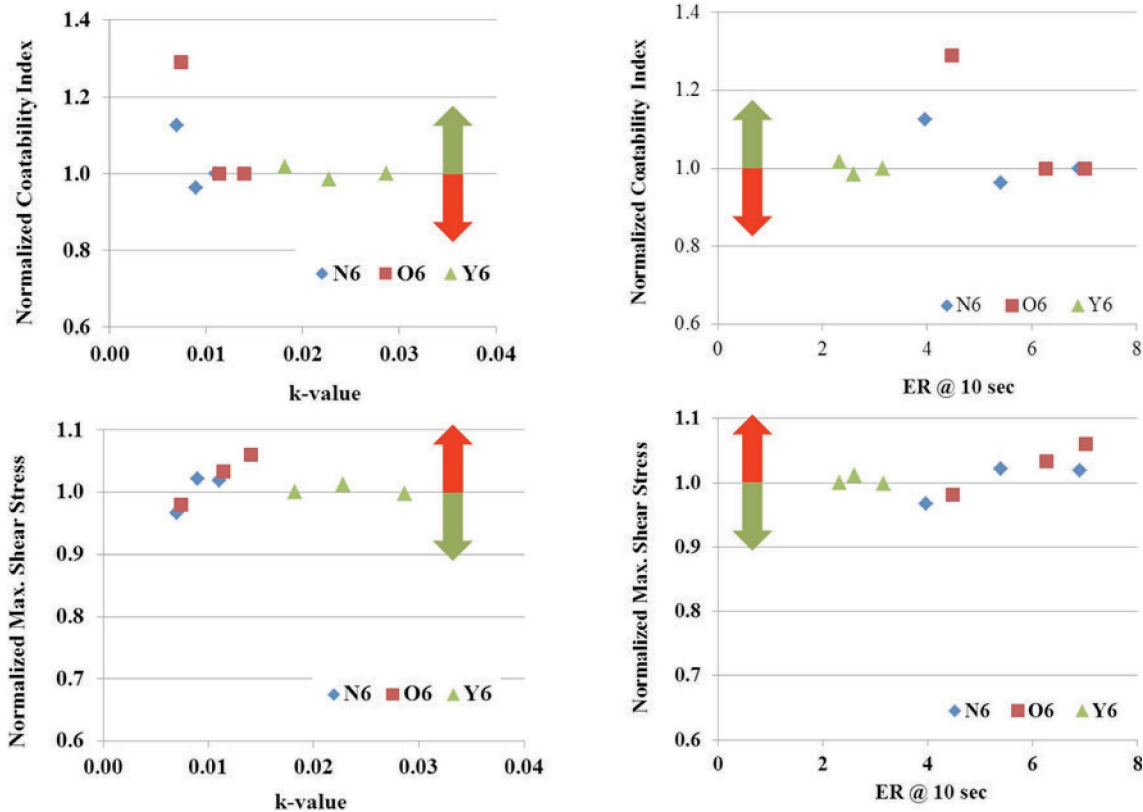 Normalized Coatability Index
1.4
1.2
1.0
0.8
0.6
N6 O6 Y6
0.00 0.01 0.02 0.03 0.04
k-value
Normalized Coatability Index
1.4
1.2
1.0
0.8
0.6
N6 O6 Y6
0 2 4 6 8
ER @ 10 sec
Normalized Max. Shear Stress
1.1
1.0
0.9
0.8
0.7
0.6
N6 O6 Y6
0.00 0.01 0.02 0.03 0.04
k-value
Normalized Max. Shear Stress
1.1
1.0
0.9
0.8
0.7
0.6
N6 O6 Y6
0 2 4 6 8
ER @ 10 sec